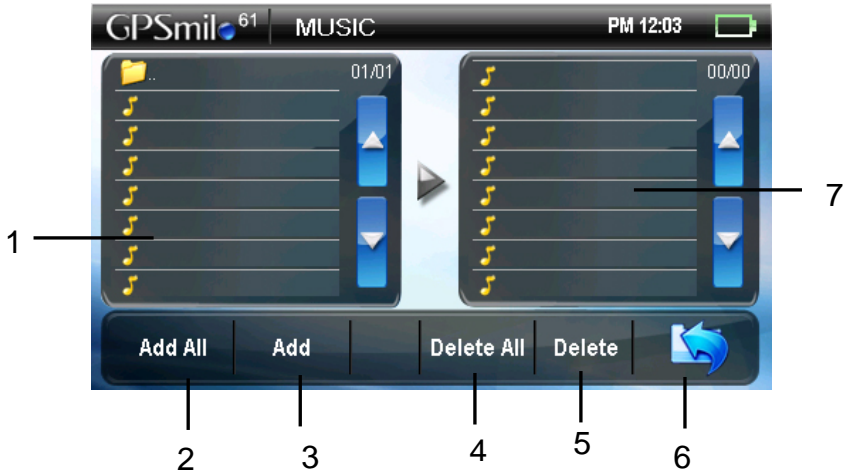 GPSmile 61 MUSIC PM 12:03
.. 01/01 00/00
7
1
Add All Add Delete All Delete
2 3 4 5 6